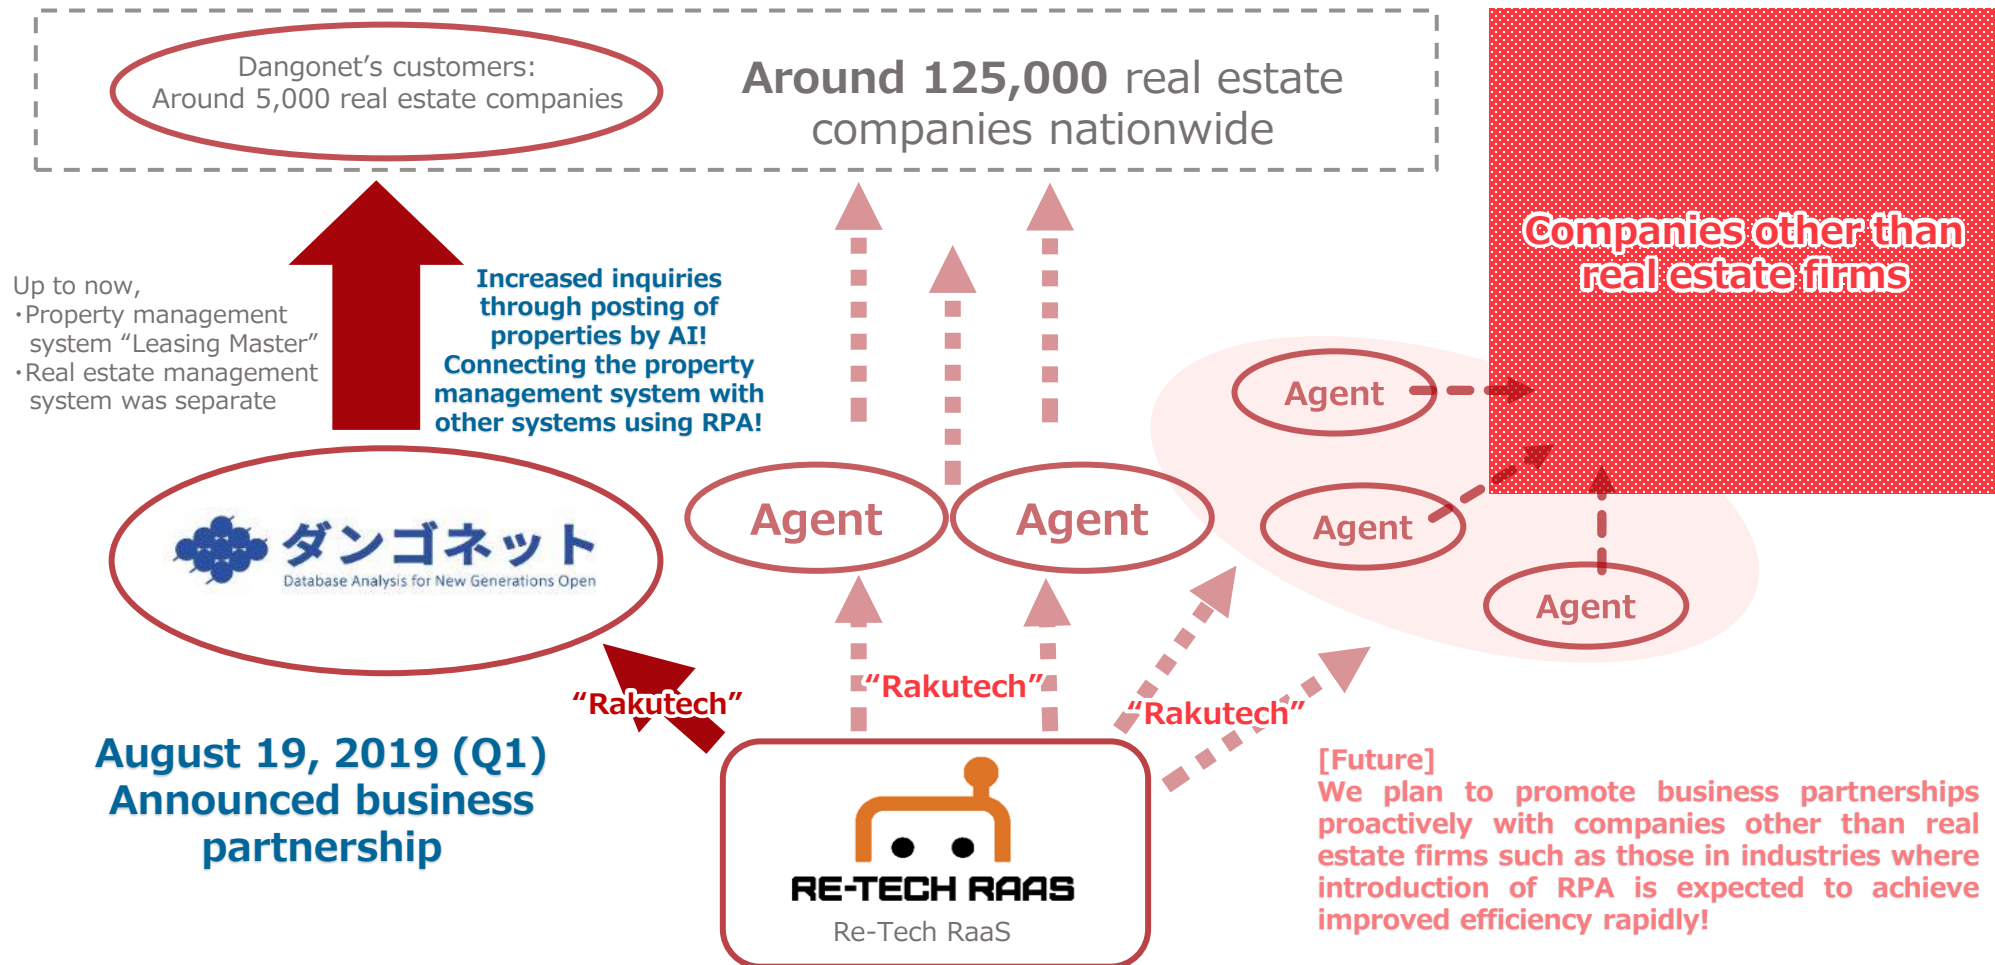 Dangonet’s customers:
Around 5,000 real estate companies
Around 125,000 real estate
companies nationwide
Companies other than
real estate firms
Up to now,
・Property management
system “Leasing Master”
・Real estate management
system was separate
Increased inquiries
through posting of
properties by AI!
Connecting the property
management system with
other systems using RPA!
Agent
Agent
Agent
Agent
Agent
ダンゴネット
Database Analysis for New Generations Open
“Rakutech”
“Rakutech”
“Rakutech”
August 19, 2019 (Q1)
Announced business
partnership
RE-TECH RAAS
Re-Tech RaaS
[Future]
We plan to promote business partnerships
proactively with companies other than real
estate firms such as those in industries where
introduction of RPA is expected to achieve
improved efficiency rapidly!